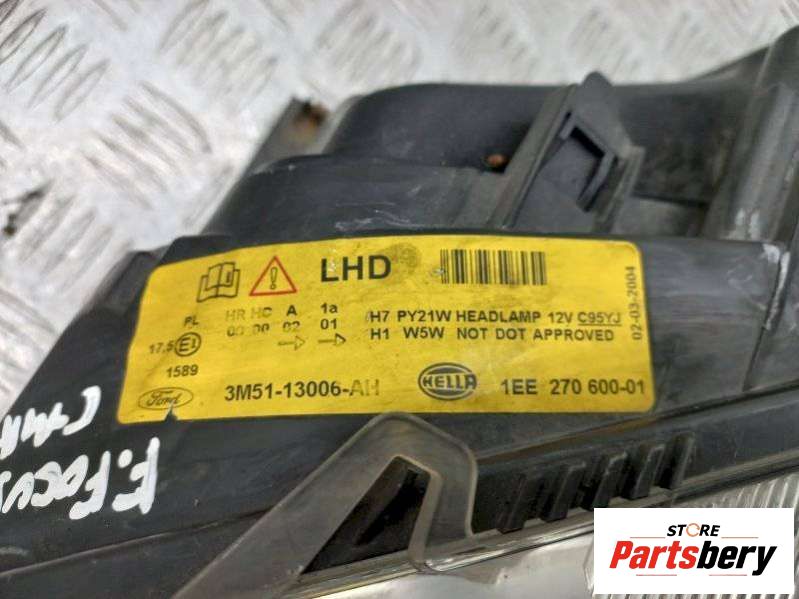 LHD
02-03-2004
PL HR HC A 1a
00 00 02 01
17.5 E1
1589
H7 PY21W HEADLAMP 12V C95YJ
H1 W5W NOT DOT APPROVED
Ford 3M51-13006-AH HELLA 1EE 270 600-01
F.FOCUS
STORE
Partsbery